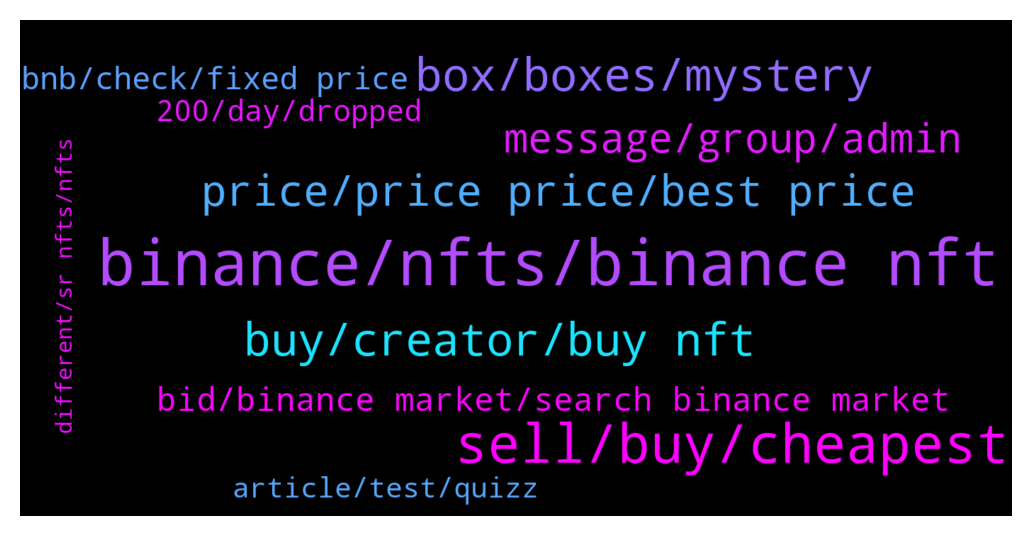 bnb/check/fixed price
box/boxes/mystery
200/day/dropped
message/group/admin
price/price price/best price
binance/nfts/binance nft
buy/creator/buy nft
bid/binance market/search binance market
sell/buy/cheapest
article/test/quizz
different/sr nfts/nfts